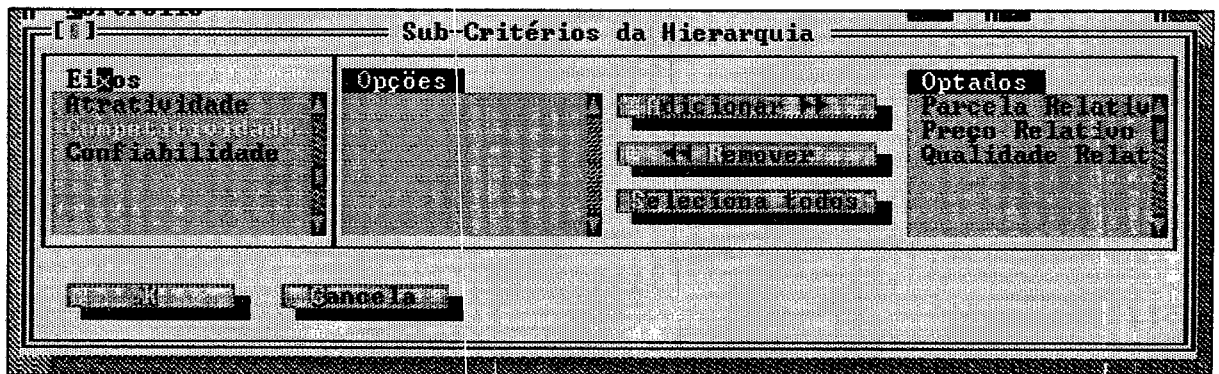 Sub-Critérios da Hierarquia
Eixos
Atratividade
Competitividade
Confiabilidade
Opções
Adicionar ►►
◄◄ Remover
Seleciona todos
Optados
Parcela Relativ
Preço Relativo
Qualidade Relat
Cancela